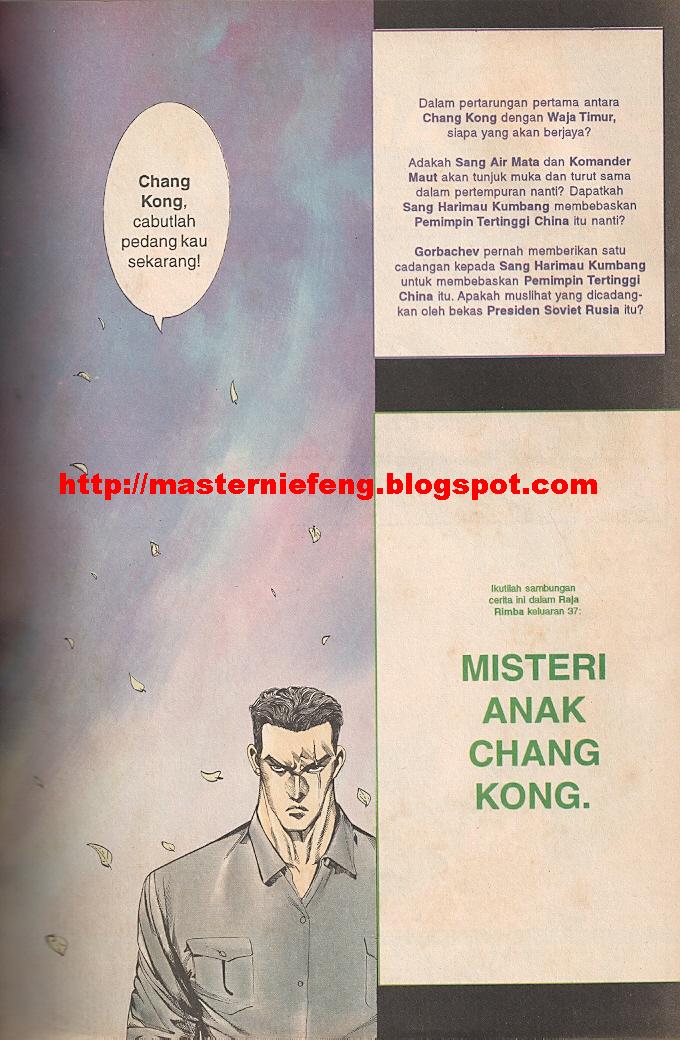 Chang
Kong,
cabutlah
pedang kau
sekarang!
Dalam pertarungan pertama antara
Chang Kong dengan Waja Timur,
siapa yang akan berjaya?
Adakah Sang Air Mata dan Komander
Maut akan tunjuk muka dan turut sama
dalam pertempuran nanti? Dapatkah
Sang Harimau Kumbang membebaskan
Pemimpin Tertinggi China itu nanti?
Gorbachev pernah memberikan satu
cadangan kepada Sang Harimau Kumbang
untuk membebaskan Pemimpin Tertinggi
China itu. Apakah muslihat yang dicadang-
kan oleh bekas Presiden Soviet Rusia itu?
http://masterniefeng.blogspot.com
Ikutilah sambungan
cerita ini dalam Raja
Rimba keluaran 37:
MISTERI
ANAK
CHANG
KONG.